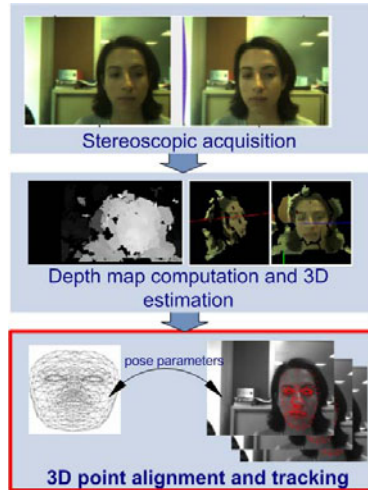 Stereoscopic acquisition
Depth map computation and 3D
estimation
pose parameters
3D point alignment and tracking